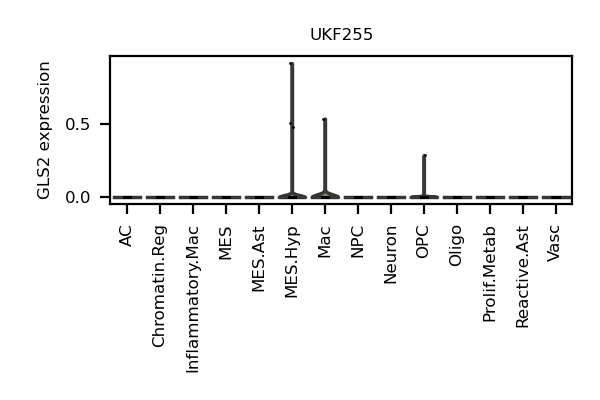 UKF255
GLS2 expression
0.5
0.0
AC
Chromatin.Reg
Inflammatory.Mac
MES
MES.Ast
MES.Hyp
Mac
NPC
Neuron
OPC
Oligo
Prolif.Metab
Reactive.Ast
Vasc